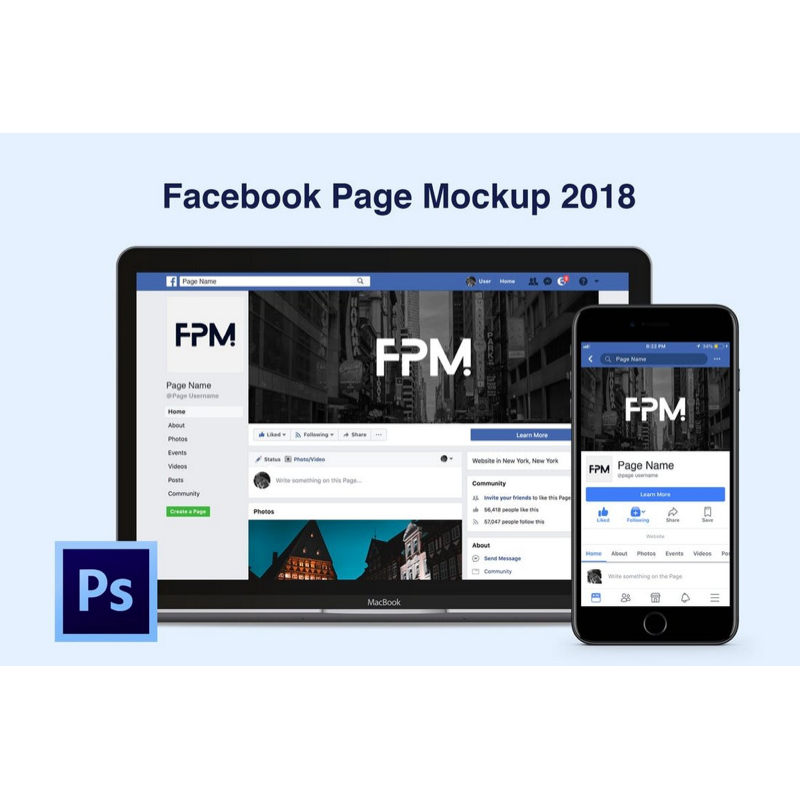 Facebook Page Mockup 2018
Page Name
User
Home
FPM
Page Name
@Page Username
Home
About
Photos
Events
Videos
Posts
Community
Create a Page
FPM
Liked
Following
Share
Learn More
Status
Photo/Video
Write something on this Page...
Photos
Website in New York, New York
Community
Invite your friends to like this Page
56,418 people like this
57,047 people follow this
About
Send Message
Community
MacBook
8:22 PM
34%
Page Name
FPM
FPM
Page Name
@page username
Learn More
Liked
Following
Share
Save
Website
Home About Photos Events Videos Po
Write something on the Page
Ps